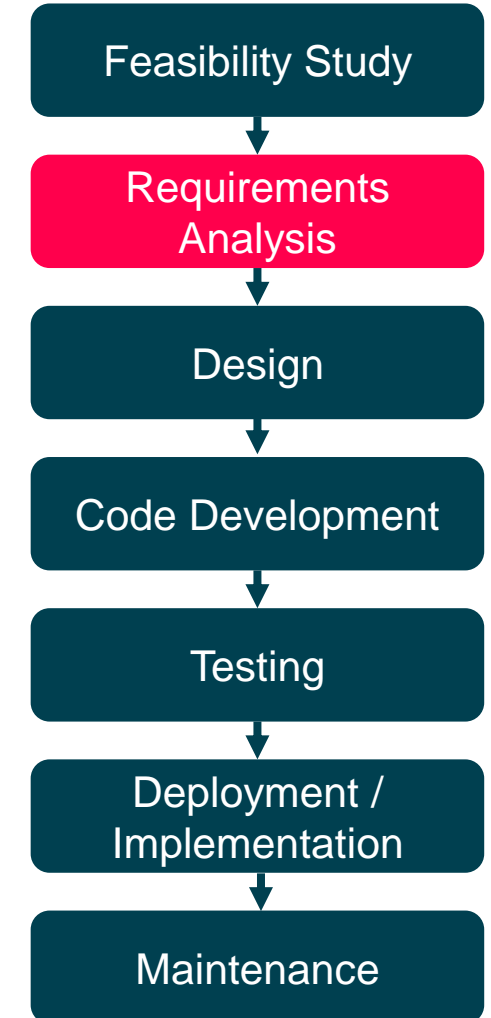 Feasibility Study
Requirements
Analysis
Design
Code Development
Testing
Deployment /
Implementation
Maintenance